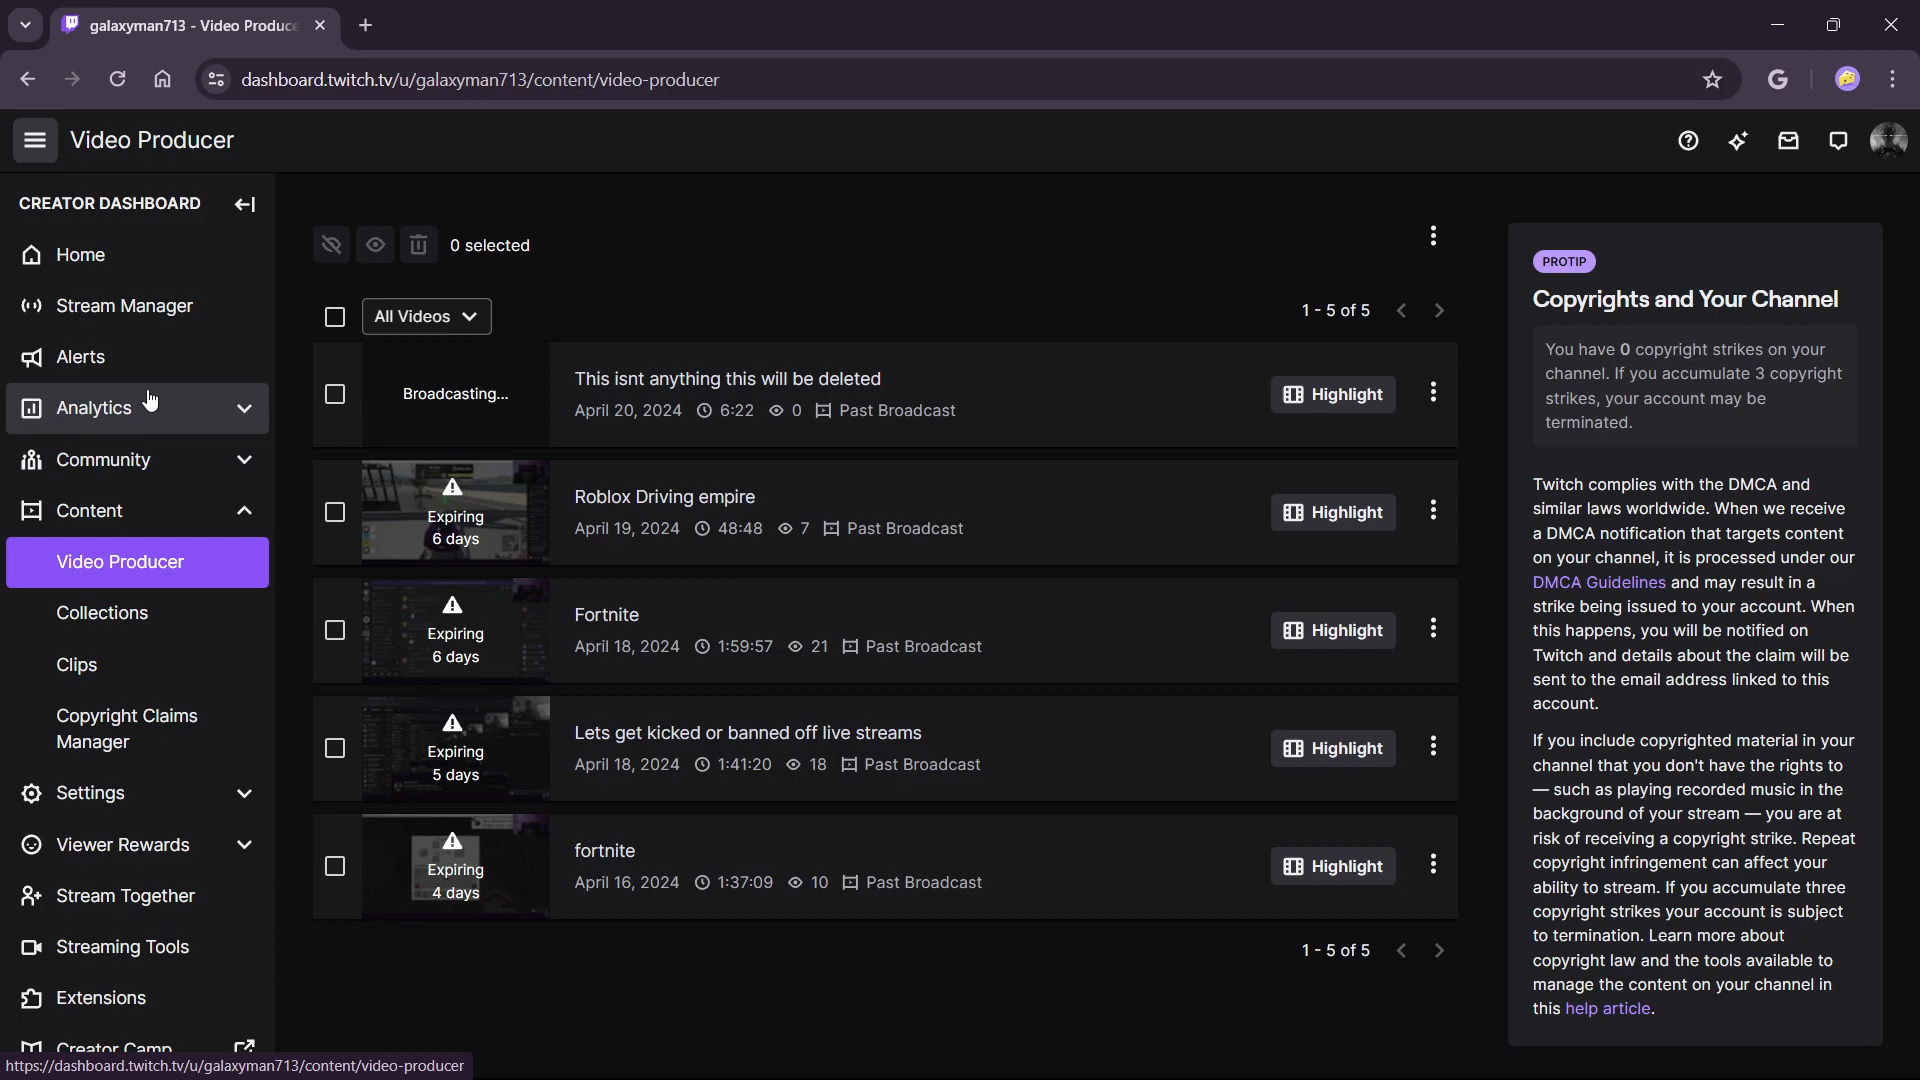 galaxyman713 - Video Produce
dashboard.twitch.tv/u/galaxyman713/content/video-producer
Video Producer
CREATOR DASHBOARD
Home
Stream Manager
Alerts
Analytics
Community
Content
Video Producer
Collections
Clips
Copyright Claims
Manager
Settings
Viewer Rewards
Stream Together
Streaming Tools
Extensions
Creator Camp
https://dashboard.twitch.tv/u/galaxyman713/content/video-producer
0 selected
All Videos
1 - 5 of 5
Broadcasting...
This isnt anything this will be deleted
April 20, 2024 6:22 0 Past Broadcast
Highlight
Expiring
6 days
Roblox Driving empire
April 19, 2024 48:48 7 Past Broadcast
Highlight
Expiring
6 days
Fortnite
April 18, 2024 1:59:57 21 Past Broadcast
Highlight
Expiring
5 days
Lets get kicked or banned off live streams
April 18, 2024 1:41:20 18 Past Broadcast
Highlight
Expiring
4 days
fortnite
April 16, 2024 1:37:09 10 Past Broadcast
Highlight
1 - 5 of 5
PROTIP
Copyrights and Your Channel
You have 0 copyright strikes on your
channel. If you accumulate 3 copyright
strikes, your account may be
terminated.
Twitch complies with the DMCA and
similar laws worldwide. When we receive
a DMCA notification that targets content
on your channel, it is processed under our
DMCA Guidelines and may result in a
strike being issued to your account. When
this happens, you will be notified on
Twitch and details about the claim will be
sent to the email address linked to this
account.
If you include copyrighted material in your
channel that you don't have the rights to
— such as playing recorded music in the
background of your stream — you are at
risk of receiving a copyright strike. Repeat
copyright infringement can affect your
ability to stream. If you accumulate three
copyright strikes your account is subject
to termination. Learn more about
copyright law and the tools available to
manage the content on your channel in
this help article.